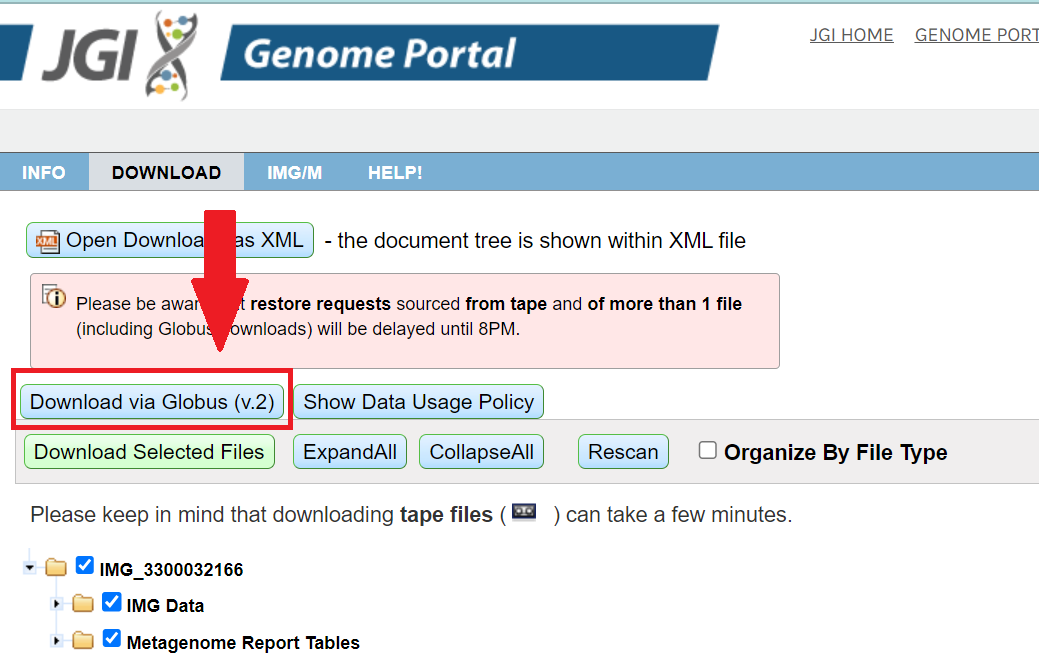 JGI Genome Portal
JGI HOME GENOME PORT
INFO DOWNLOAD IMG/M HELP!
XML Open Downloa as XML - the document tree is shown within XML file
Please be awar t restore requests sourced from tape and of more than 1 file
(including Globus ownloads) will be delayed until 8PM.
Download via Globus (v.2) Show Data Usage Policy
Download Selected Files ExpandAll CollapseAll Rescan Organize By File Type
Please keep in mind that downloading tape files ( ) can take a few minutes.
IMG_3300032166
IMG Data
Metagenome Report Tables